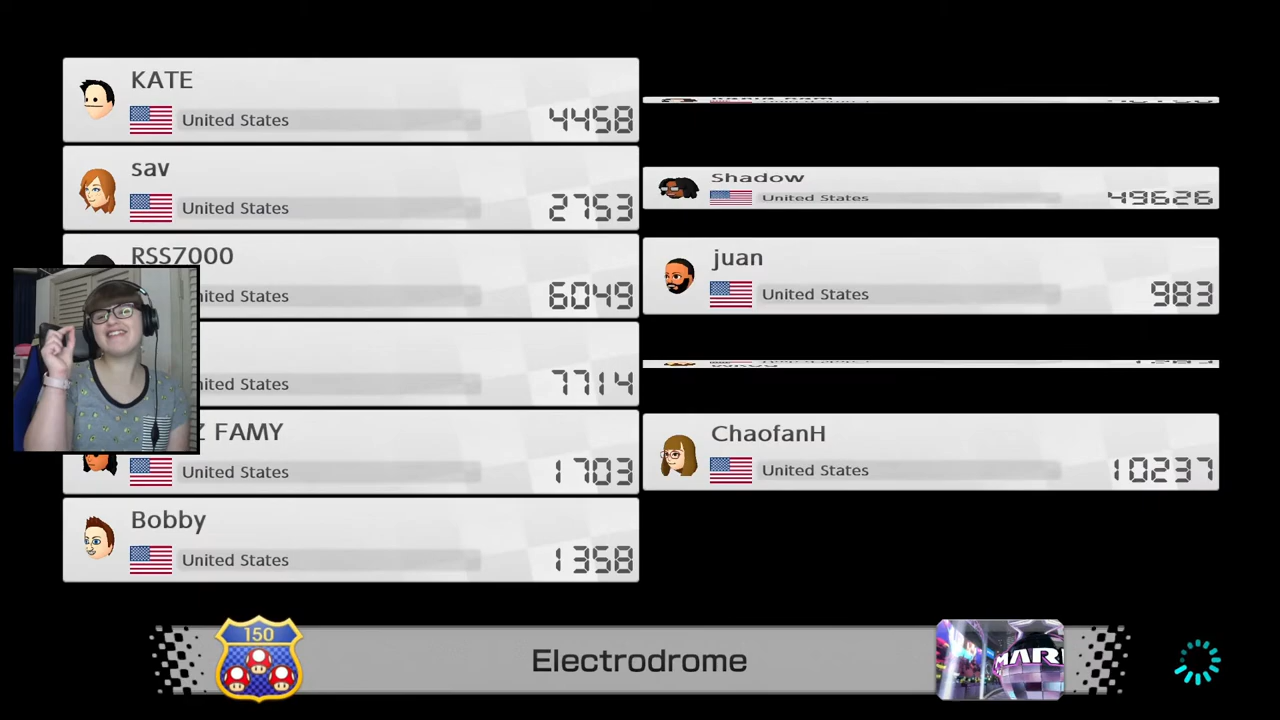 KATE
United States
4458
sav
United States
2753
RSS7000
United States
6049
United States
7714
Z FAMY
United States
1703
Bobby
United States
1358
Shadow
United States
49626
juan
United States
983
ChaofanH
United States
10237
150
Electrodrome
MARI